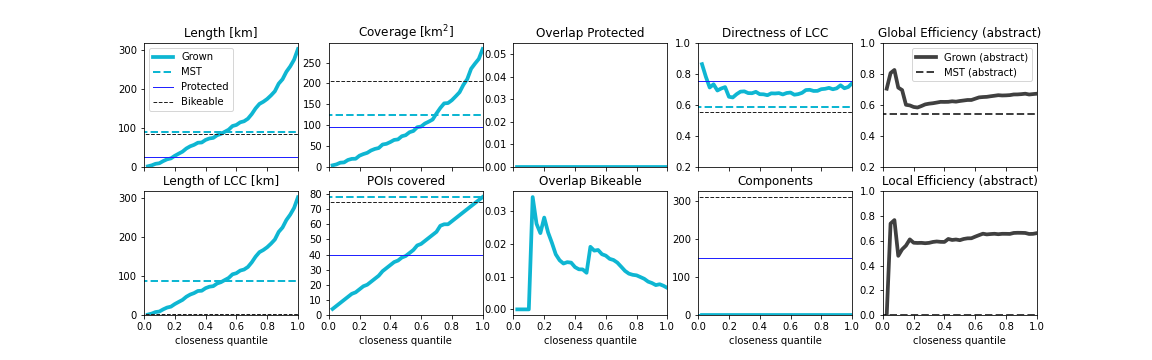 Length [km]
Coverage [km²]
Overlap Protected
Directness of LCC
Global Efficiency (abstract)
300
200
100
0
Grown
MST
Protected
Bikeable
250
200
150
100
50
0
0.05
0.04
0.03
0.02
0.01
0.00
1.0
0.8
0.6
0.4
0.2
1.0
0.8
0.6
0.4
0.2
Grown (abstract)
MST (abstract)
Length of LCC [km]
POIs covered
Overlap Bikeable
Components
Local Efficiency (abstract)
300
200
100
0
80
70
60
50
40
30
20
10
0
0.03
0.02
0.01
0.00
300
200
100
0
1.0
0.8
0.6
0.4
0.2
0.0
0.0 0.2 0.4 0.6 0.8 1.0
0.0 0.2 0.4 0.6 0.8 1.0
0.0 0.2 0.4 0.6 0.8 1.0
0.0 0.2 0.4 0.6 0.8 1.0
0.0 0.2 0.4 0.6 0.8 1.0
closeness quantile
closeness quantile
closeness quantile
closeness quantile
closeness quantile